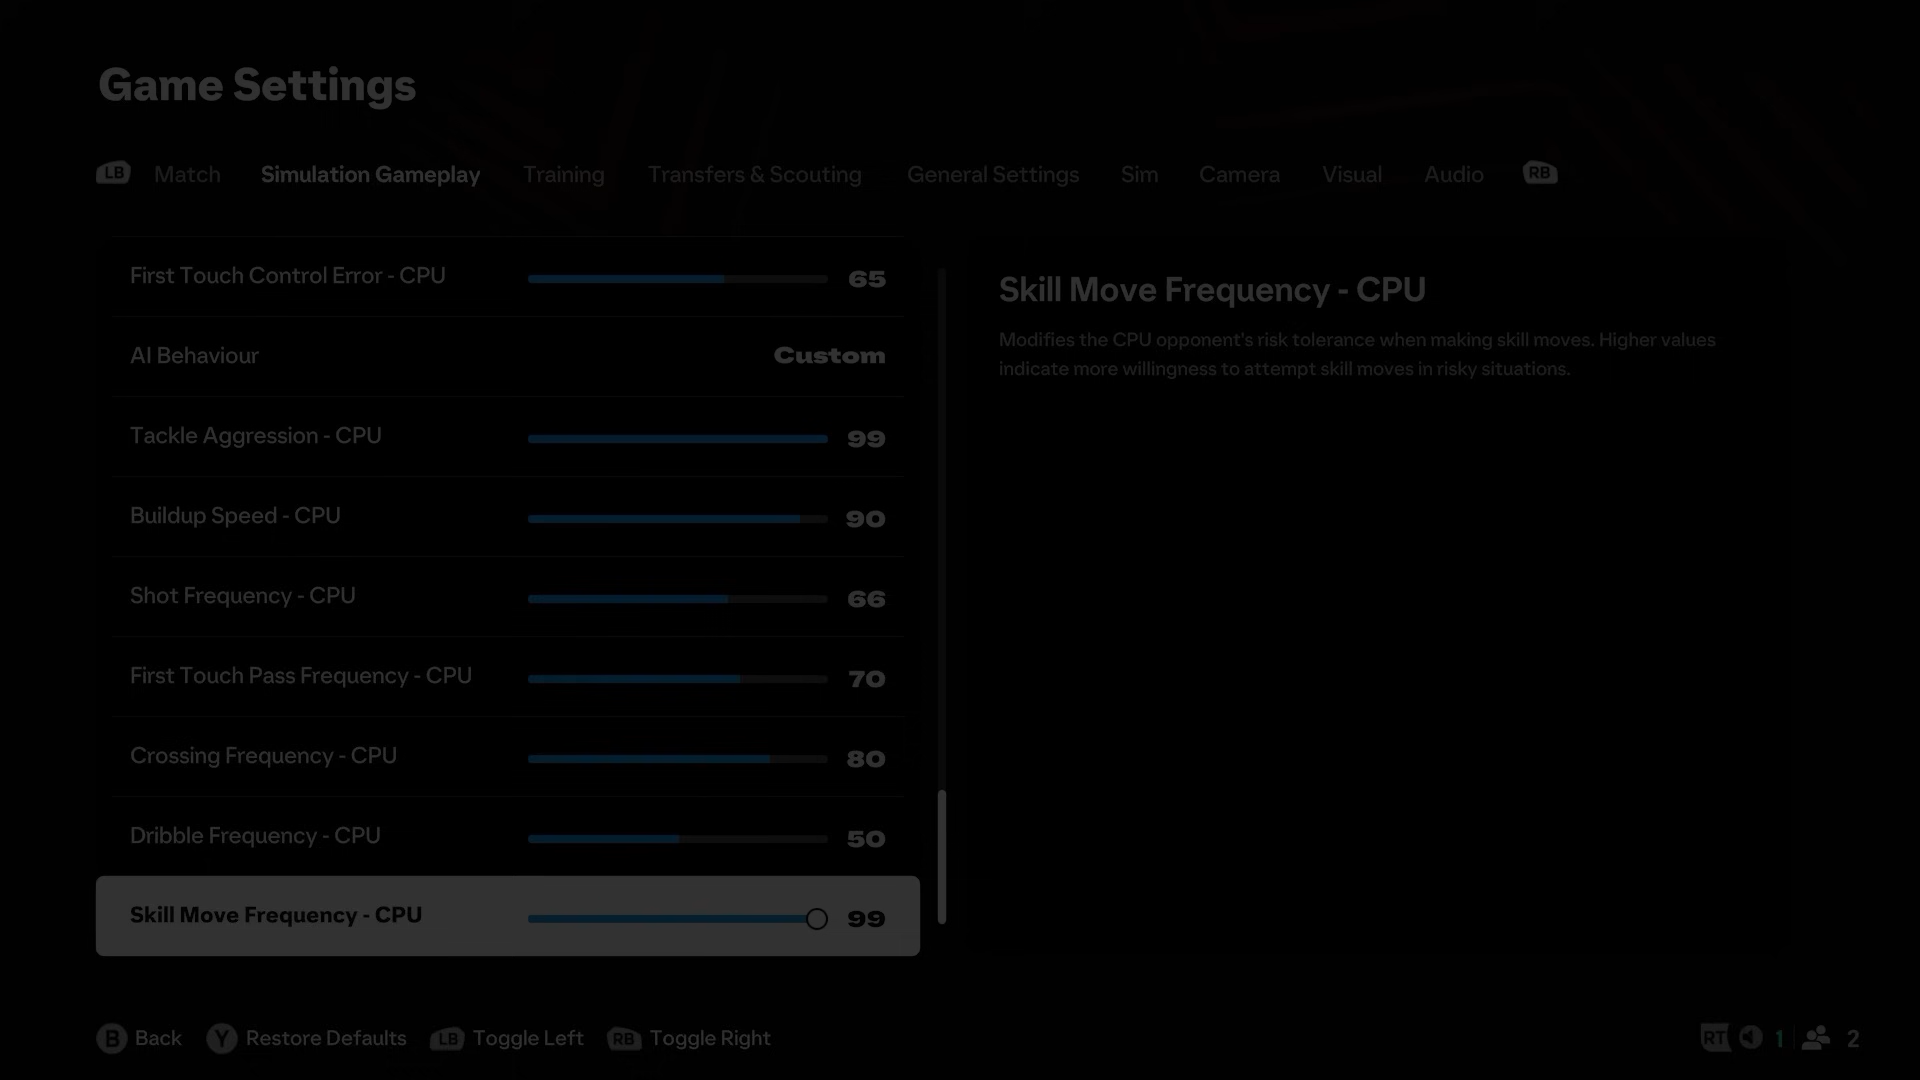 Game Settings
LB Match Simulation Gameplay Training Transfers & Scouting General Settings Sim Camera Visual Audio RB
First Touch Control Error - CPU 65
AI Behaviour Custom
Tackle Aggression - CPU 99
Buildup Speed - CPU 90
Shot Frequency - CPU 66
First Touch Pass Frequency - CPU 70
Crossing Frequency - CPU 80
Dribble Frequency - CPU 50
Skill Move Frequency - CPU 99
Skill Move Frequency - CPU
Modifies the CPU opponent's risk tolerance when making skill moves. Higher values
indicate more willingness to attempt skill moves in risky situations.
B Back Y Restore Defaults LB Toggle Left RB Toggle Right
RT 1 2